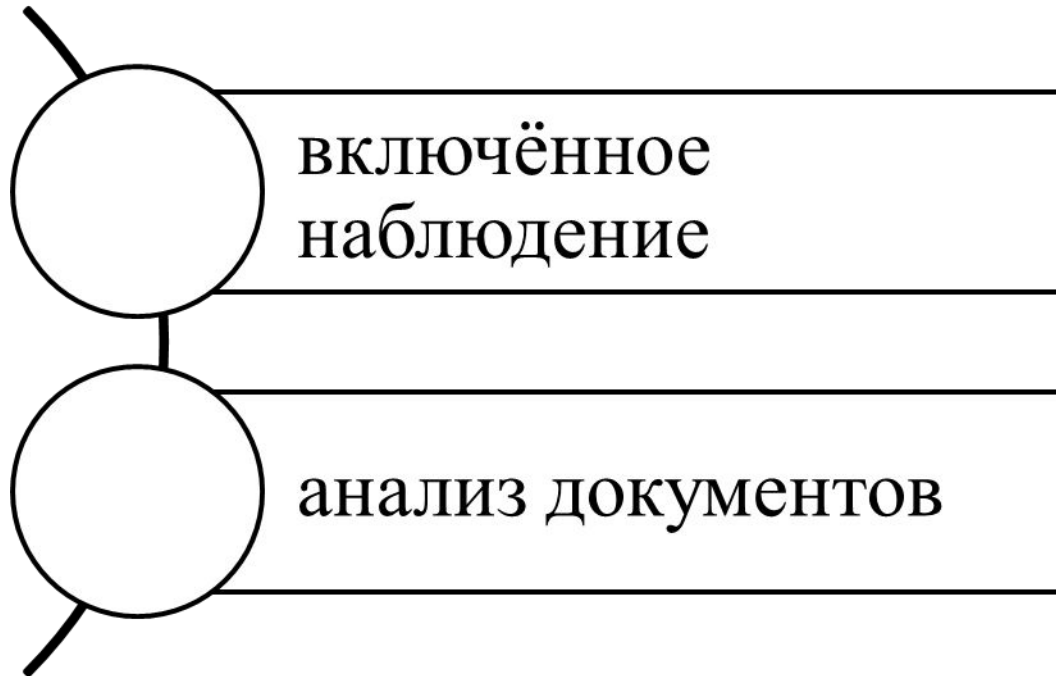 включённое
наблюдение
анализ документов